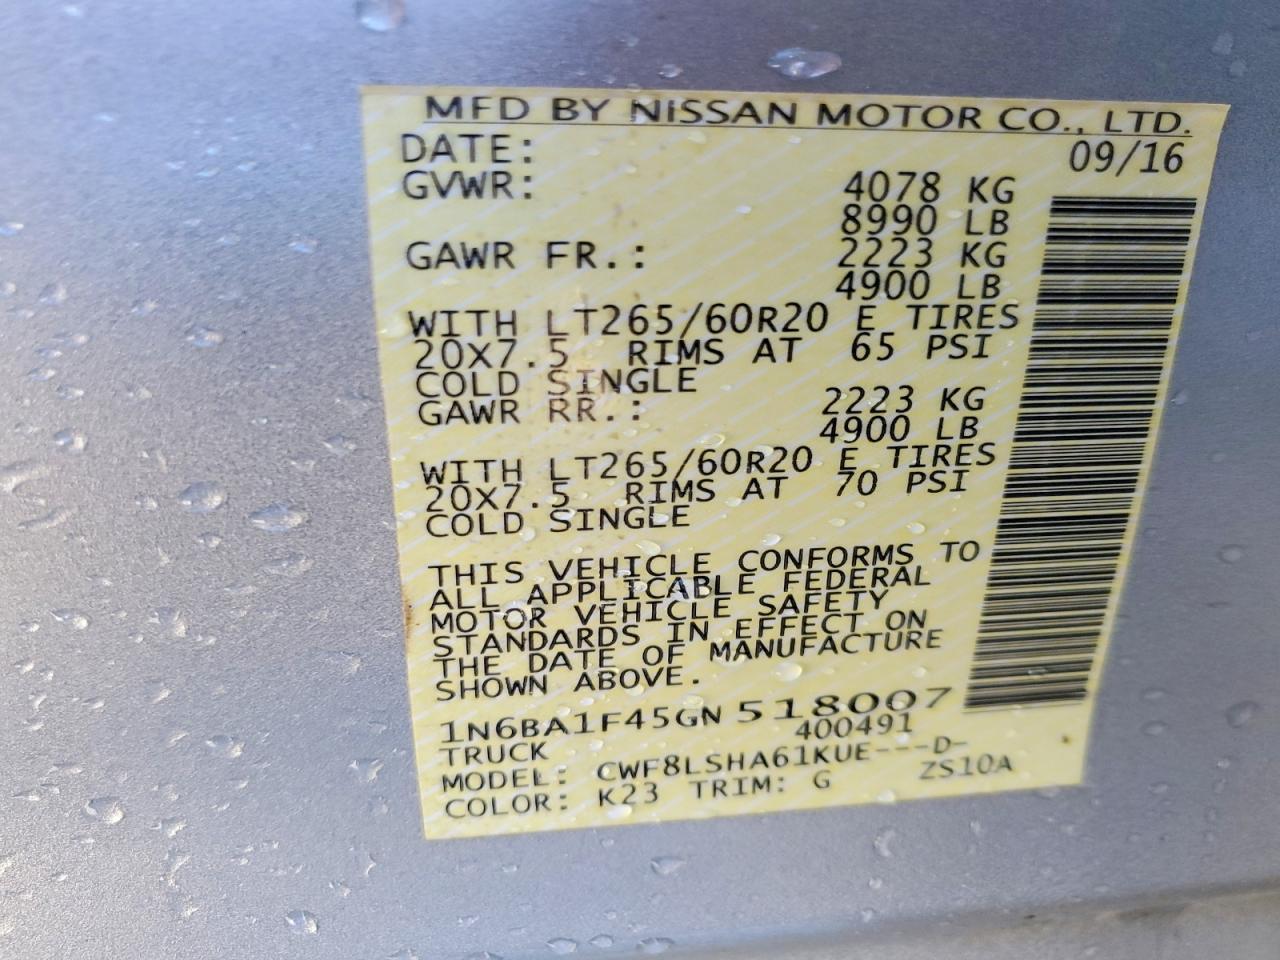 MFD BY NISSAN MOTOR CO., LTD.
DATE: 09/16
GVWR: 4078 KG
8990 LB
GAWR FR.: 2223 KG
4900 LB
WITH LT265/60R20 E TIRES
20X7.5 RIMS AT 65 PSI
COLD SINGLE
GAWR RR.: 2223 KG
4900 LB
WITH LT265/60R20 E TIRES
20X7.5 RIMS AT 70 PSI
COLD SINGLE
THIS VEHICLE CONFORMS TO
ALL APPLICABLE FEDERAL
MOTOR VEHICLE SAFETY
STANDARDS IN EFFECT ON
THE DATE OF MANUFACTURE
SHOWN ABOVE.
1N6BA1F45GN518007
TRUCK 400491
MODEL: CWF8LSHA61KUE---D-
COLOR: K23 TRIM: G ZS10A